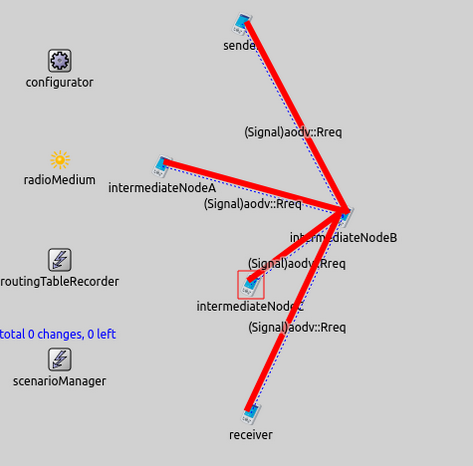 sender
configurator
(Signal)aodv::Rreq
radioMedium
intermediateNodeA
(Signal)aodv::Rreq
intermediateNodeB
(Signal)aodv::Rreq
routingTableRecorder
intermediateNodeC
(Signal)aodv::Rreq
total 0 changes, 0 left
scenarioManager
receiver